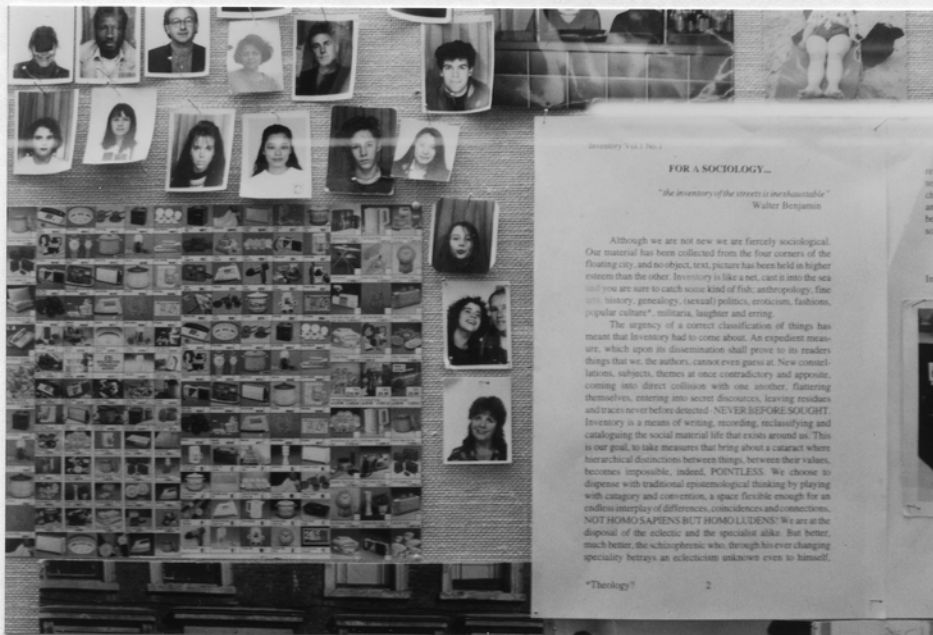 Inventory Vol.1 No.1
FOR A SOCIOLOGY...
"the inventory of the streets is inexhaustable"
Walter Benjamin
Although we are not new we are fiercely sociological.
Our material has been collected from the four corners of the
floating city, and no object, text, picture has been held in higher
esteem than the other. Inventory is like a net, cast it into the sea
and you are sure to catch some kind of fish; anthropology, fine
arts, history, genealogy, (sexual) politics, eroticism, fashions,
popular culture*, militaria, laughter and erring.
The urgency of a correct classification of things has
meant that Inventory had to come about. An expedient meas-
ure, which upon its dissemination shall prove to its readers
things that we, the authors, cannot even guess at. New constel-
lations, subjects, themes at once contradictory and apposite,
coming into direct collision with one another, flattering
themselves, entering into secret discources, leaving residues
and traces never before detected - NEVER BEFORE SOUGHT.
Inventory is a means of writing, recording, reclassifying and
cataloguing the social material life that exists around us. This
is our goal, to take measures that bring about a cataract where
hierarchical distinctions between things, between their values,
becomes impossible, indeed, POINTLESS. We choose to
dispense with traditional epistemological thinking by playing
with catagory and convention, a space flexible enough for an
endless interplay of differences, coincidences and connections,
NOT HOMO SAPIENS BUT HOMO LUDENS! We are at the
disposal of the eclectic and the specialist alike. But better,
much better, the schizophrenic who, through his ever changing
speciality betrays an eclecticism unknown even to himself.
*Theology? 2